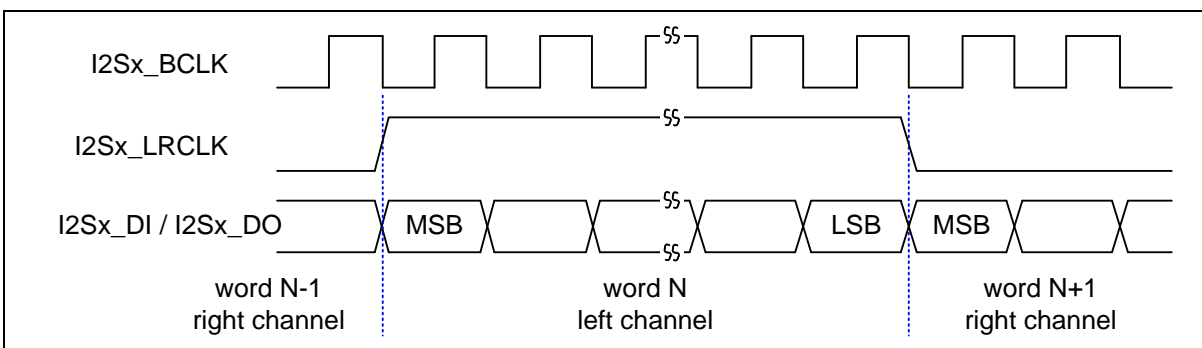 I2Sx_BCLK
I2Sx_LRCLK
I2Sx_DI / I2Sx_DO
MSB
LSB
MSB
word N-1
right channel
word N
left channel
word N+1
right channel